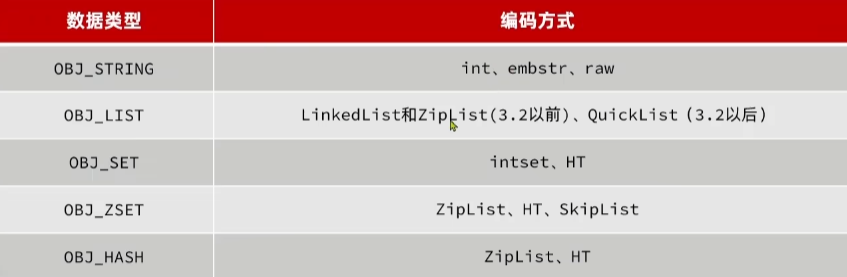 数据类型 编码方式
OBJ_STRING int、embstr、raw
OBJ_LIST LinkedList和ZipList(3.2以前)、QuickList（3.2以后）
OBJ_SET intset、HT
OBJ_ZSET ZipList、HT、SkipList
OBJ_HASH ZipList、HT